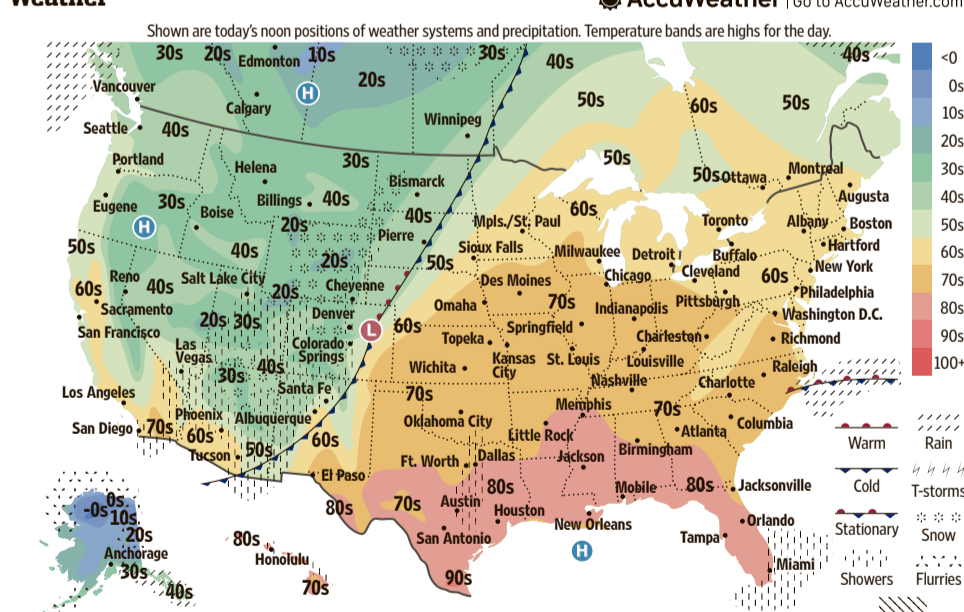 Weather
AccuWeather | Go to AccuWeather.com
Shown are today's noon positions of weather systems and precipitation. Temperature bands are highs for the day.
30s 20s Edmonton 10s 30s 40s 40s
20s
H
Vancouver
Calgary
50s 60s 50s
Winnipeg
Seattle 40s
Portland
Helena 30s
50s
50s Ottawa Montreal
Bismarck
Augusta
Eugene 30s Billings 40s
Boise
H
20s 40s
60s
Mpls./St. Paul
Toronto Albany Boston
Pierre
50s 40s
Sioux Falls
Milwaukee Detroit Buffalo Hartford
20s 50s
Reno Salt Lake City
Chicago Cleveland 60s New York
60s 40s 20s Cheyenne
Des Moines
Omaha 70s Pittsburgh Philadelphia
Sacramento
Indianapolis
Washington D.C.
20s 30s Denver
L 60s
Springfield
San Francisco
Topeka
Charleston Richmond
Las Vegas
Colorado Springs
Kansas City
St. Louis Louisville
30s 40s
Wichita
Raleigh
Nashville
Charlotte
Los Angeles
Santa Fe
70s
Memphis
Phoenix Albuquerque
Oklahoma City
70s
Columbia
San Diego 70s 60s
Little Rock
Atlanta
60s
Birmingham
50s
Tucson
Ft. Worth Dallas
Jackson
El Paso
80s 80s Jacksonville
Mobile
80s 70s Austin
Houston
New Orleans
Orlando
San Antonio
H
Tampa
Miami
90s
-0s 0s
10s
20s
Anchorage
30s
40s
80s
Honolulu
70s
<0
0s
10s
20s
30s
40s
50s
60s
70s
80s
90s
100+
Warm
Rain
Cold
T-storms
Stationary
Snow
Showers
Flurries